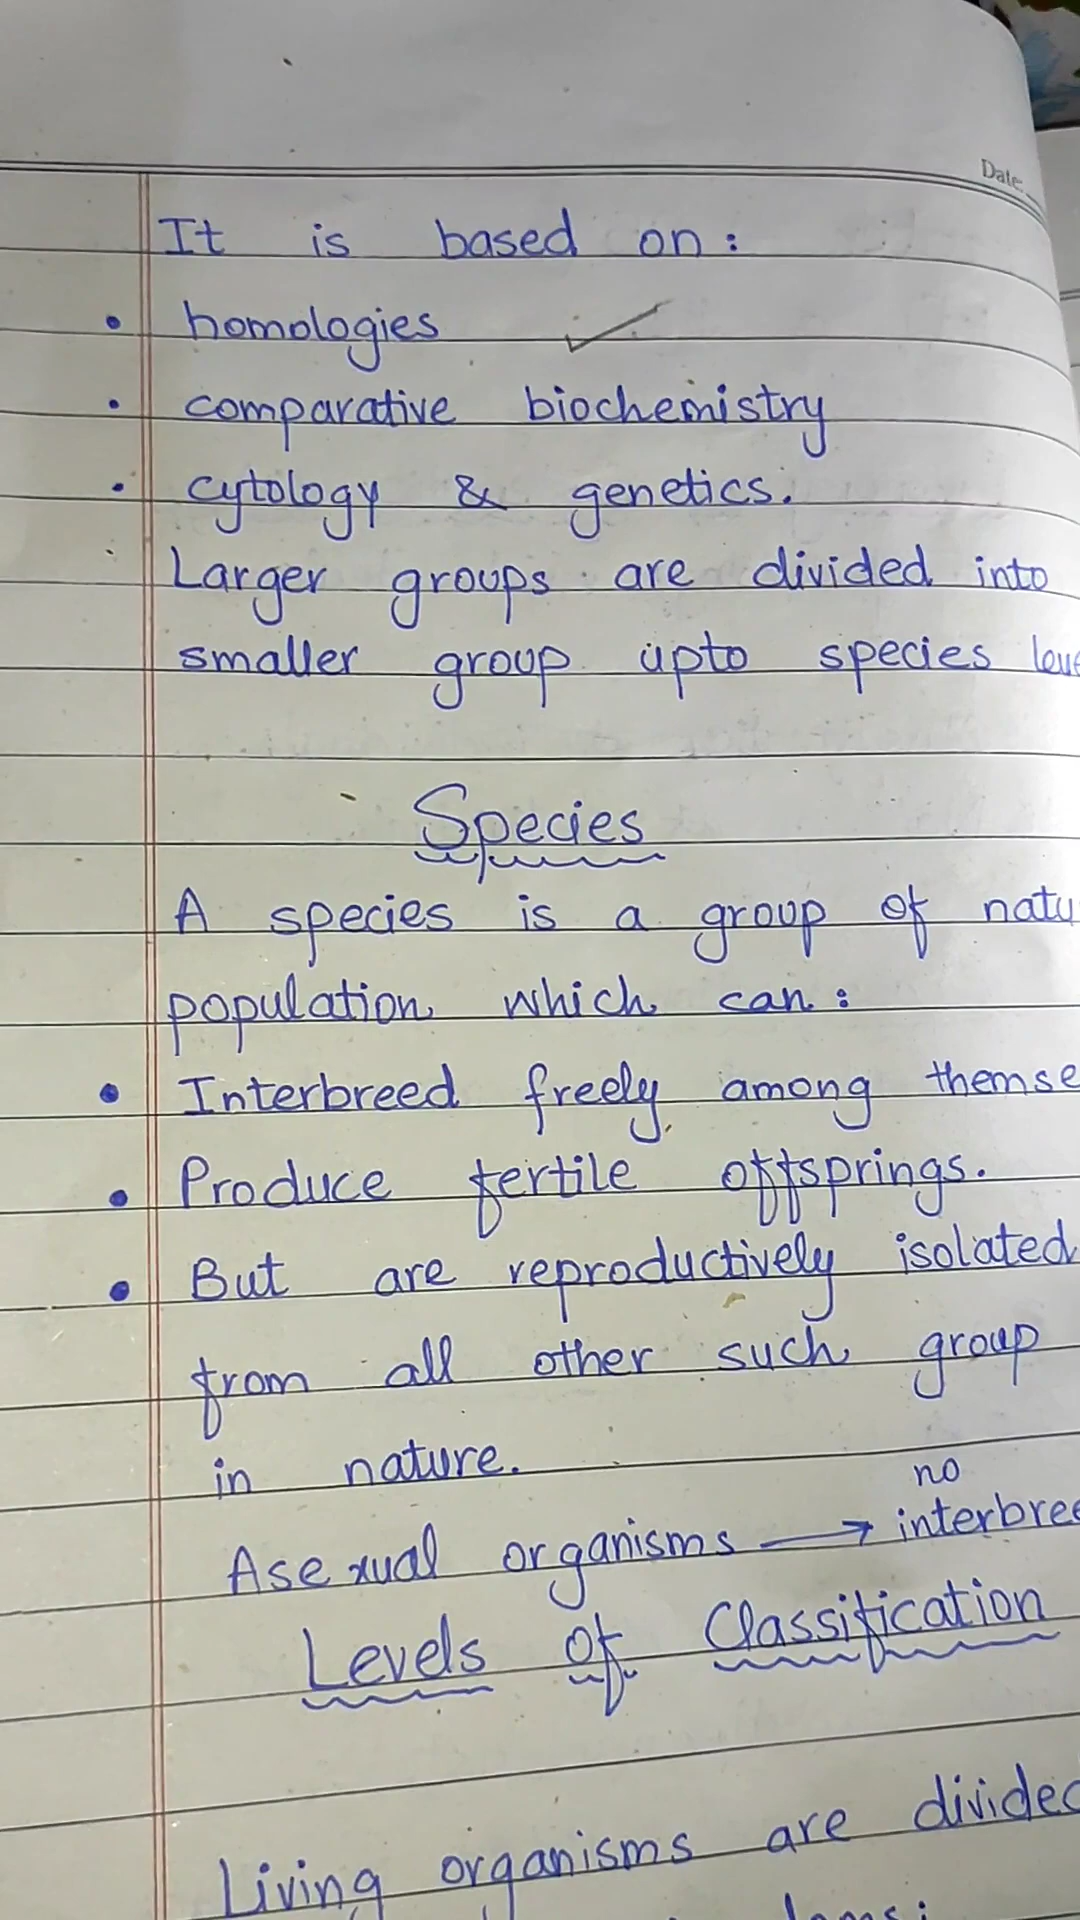 Date
It is based on:
• homologies
• comparative biochemistry
• cytology & genetics.
Larger groups are divided into
smaller group upto species
Species
A species is a group of
population which can:
• Interbreed freely among
• Produce fertile offsprings.
• But are reproductively isolated
from all other such group
in nature.
no
Asexual organisms → 
Levels of Classification
Living organisms are